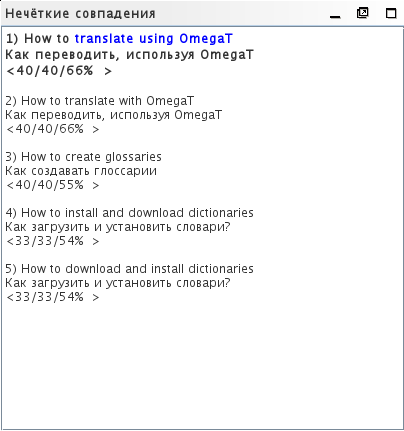 Нечёткие совпадения
1) How to translate using OmegaT
Как переводить, используя OmegaT
<40/40/66% >
2) How to translate with OmegaT
Как переводить, используя OmegaT
<40/40/66% >
3) How to create glossaries
Как создавать глоссарии
<40/40/55% >
4) How to install and download dictionaries
Как загрузить и установить словари?
<33/33/54% >
5) How to download and install dictionaries
Как загрузить и установить словари?
<33/33/54% >